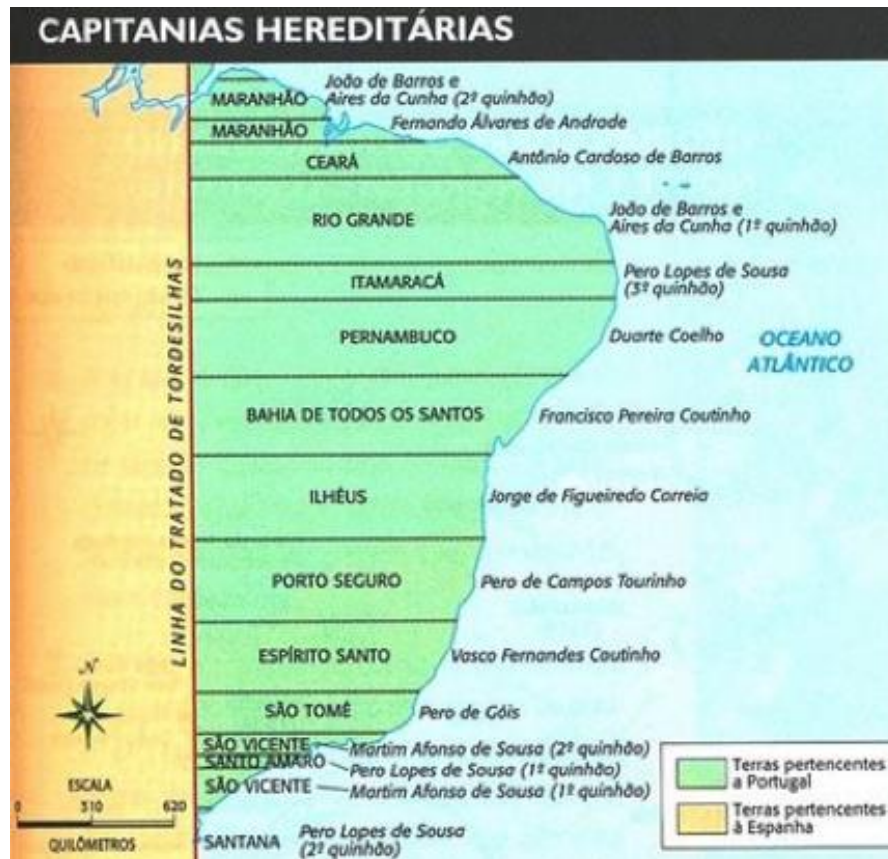 CAPITANIAS HEREDITÁRIAS
MARANHÃO
João de Barros e
Aires da Cunha (2º quinhão)
MARANHÃO
Fernando Álvares de Andrade
CEARÁ
Antônio Cardoso de Barros
RIO GRANDE
João de Barros e
Aires da Cunha (1º quinhão)
ITAMARACÁ
Pero Lopes de Sousa
(3º quinhão)
PERNAMBUCO
Duarte Coelho
OCEANO
ATLÂNTICO
BAHIA DE TODOS OS SANTOS
Francisco Pereira Coutinho
LINHA DO TRATADO DE TORDESILHAS
ILHÉUS
Jorge de Figueiredo Correia
PORTO SEGURO
Pero de Campos Tourinho
ESPÍRITO SANTO
Vasco Fernandes Coutinho
N
SÃO TOMÉ
Pero de Góis
SÃO VICENTE
Martim Afonso de Sousa (2º quinhão)
SANTO AMARO
Pero Lopes de Sousa (1º quinhão)
SÃO VICENTE
Martim Afonso de Sousa (1º quinhão)
SANTANA
Pero Lopes de Sousa
(2º quinhão)
ESCALA
0 310 620
QUILÔMETROS
Terras pertencentes
a Portugal
Terras pertencentes
à Espanha